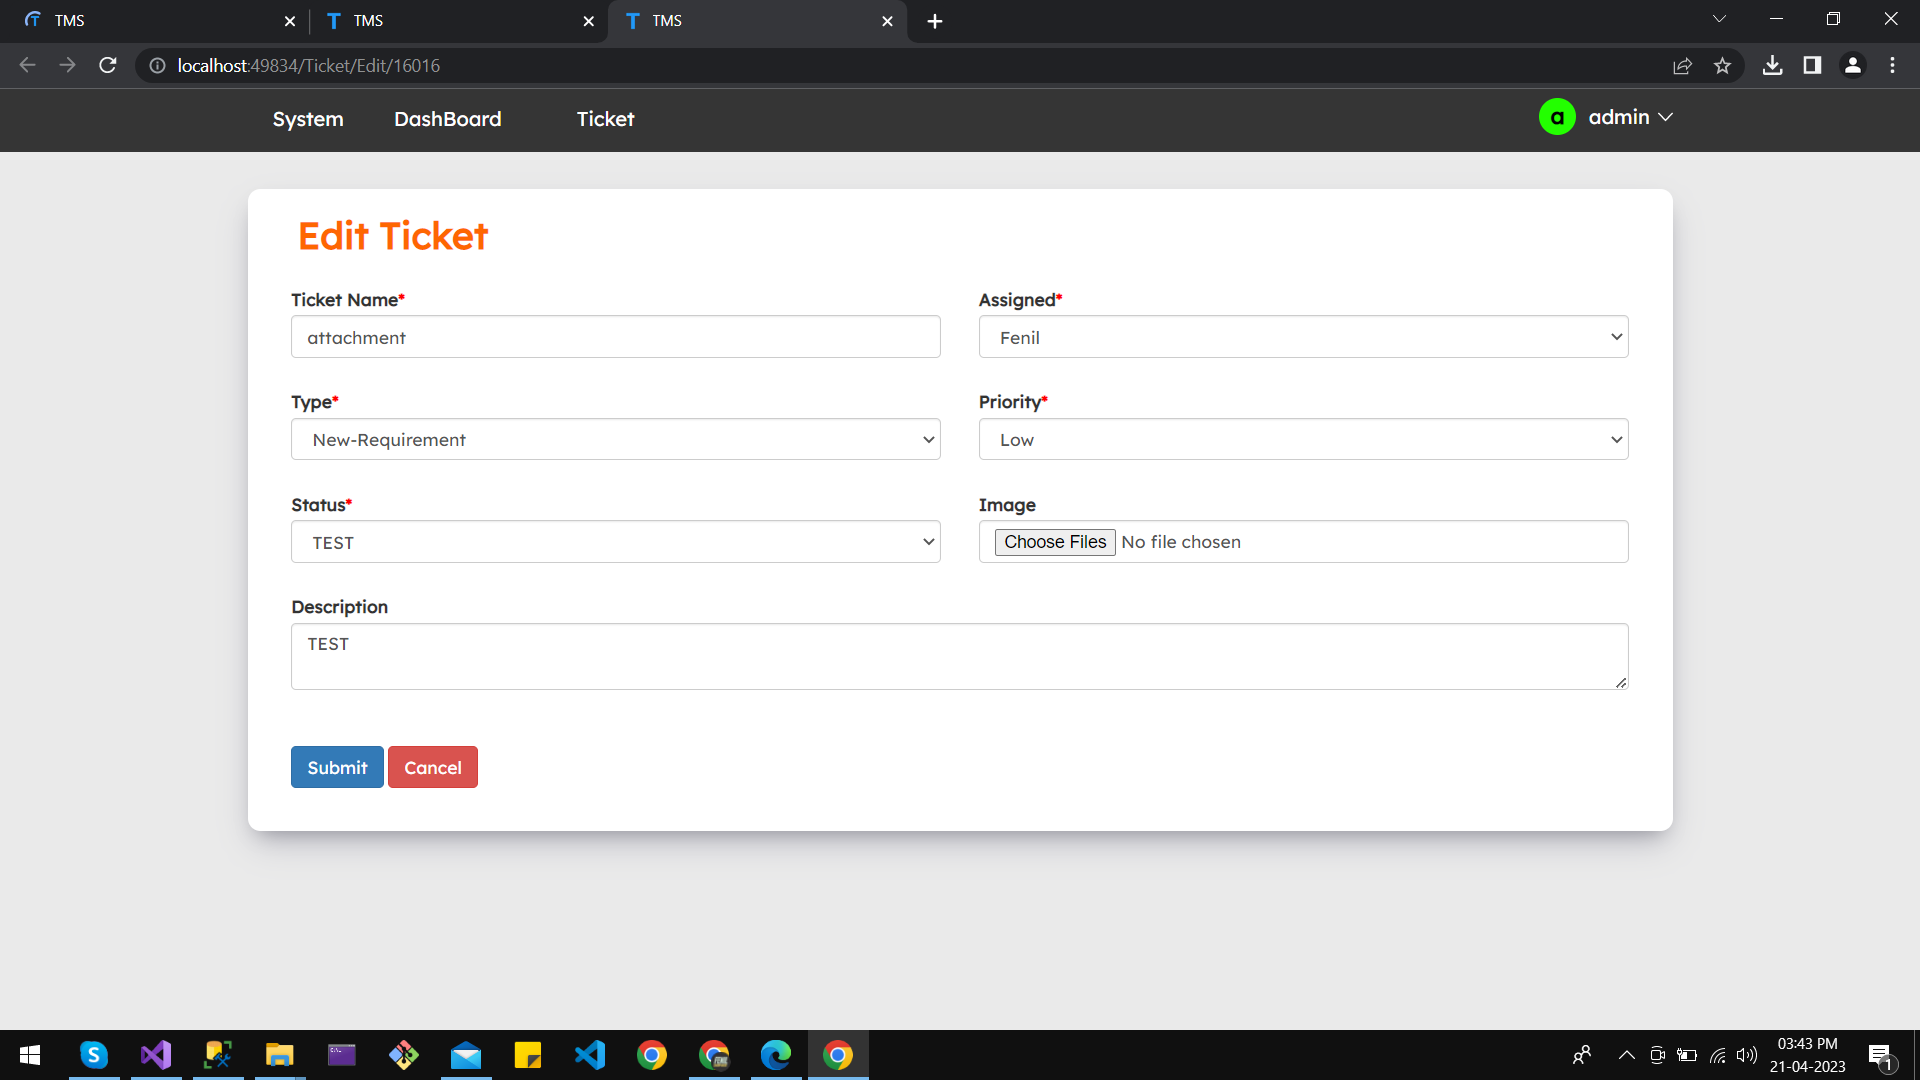 TMS
TMS
TMS
localhost:49834/Ticket/Edit/16016
System DashBoard Ticket a admin
Edit Ticket
Ticket Name* Assigned*
attachment Fenil
Type* Priority*
New-Requirement Low
Status* Image
TEST Choose Files No file chosen
Description
TEST
Submit Cancel
03:43 PM
21-04-2023
1